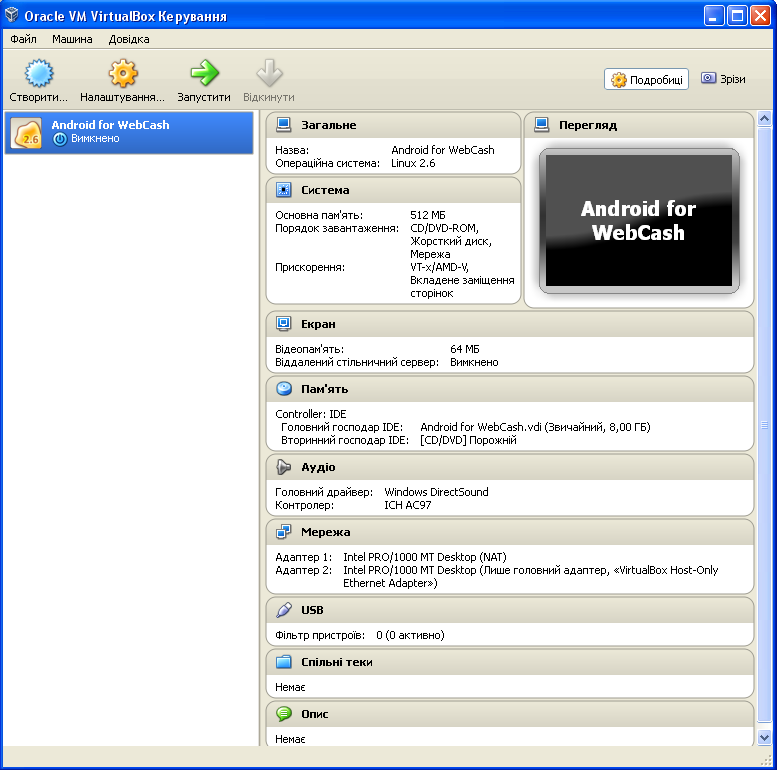 Oracle VM VirtualBox Керування
Файл Машина Довідка
Створити... Налаштування... Запустити Відкинути
Подробиці Зрізи
2.6
Android for WebCash
Вимкнено
Загальне
Назва: Android for WebCash
Операційна система: Linux 2.6
Система
Основна пам'ять: 512 МБ
Порядок завантаження: CD/DVD-ROM,
Жорсткий диск,
Мережа
Прискорення: VT-x/AMD-V,
Вкладене заміщення
сторінок
Перегляд
Android for
WebCash
Екран
Відеопам'ять: 64 МБ
Віддалений стільничний сервер: Вимкнено
Пам'ять
Controller: IDE
Головний господар IDE: Android for WebCash.vdi (Звичайний, 8,00 ГБ)
Вторинний господар IDE: [CD/DVD] Порожній
Аудіо
Головний драйвер: Windows DirectSound
Контролер: ICH AC97
Мережа
Адаптер 1: Intel PRO/1000 MT Desktop (NAT)
Адаптер 2: Intel PRO/1000 MT Desktop (Лише головний адаптер, «VirtualBox Host-Only
Ethernet Adapter»)
USB
Фільтр пристроїв: 0 (0 активно)
Спільні теки
Немає
Опис
Немає